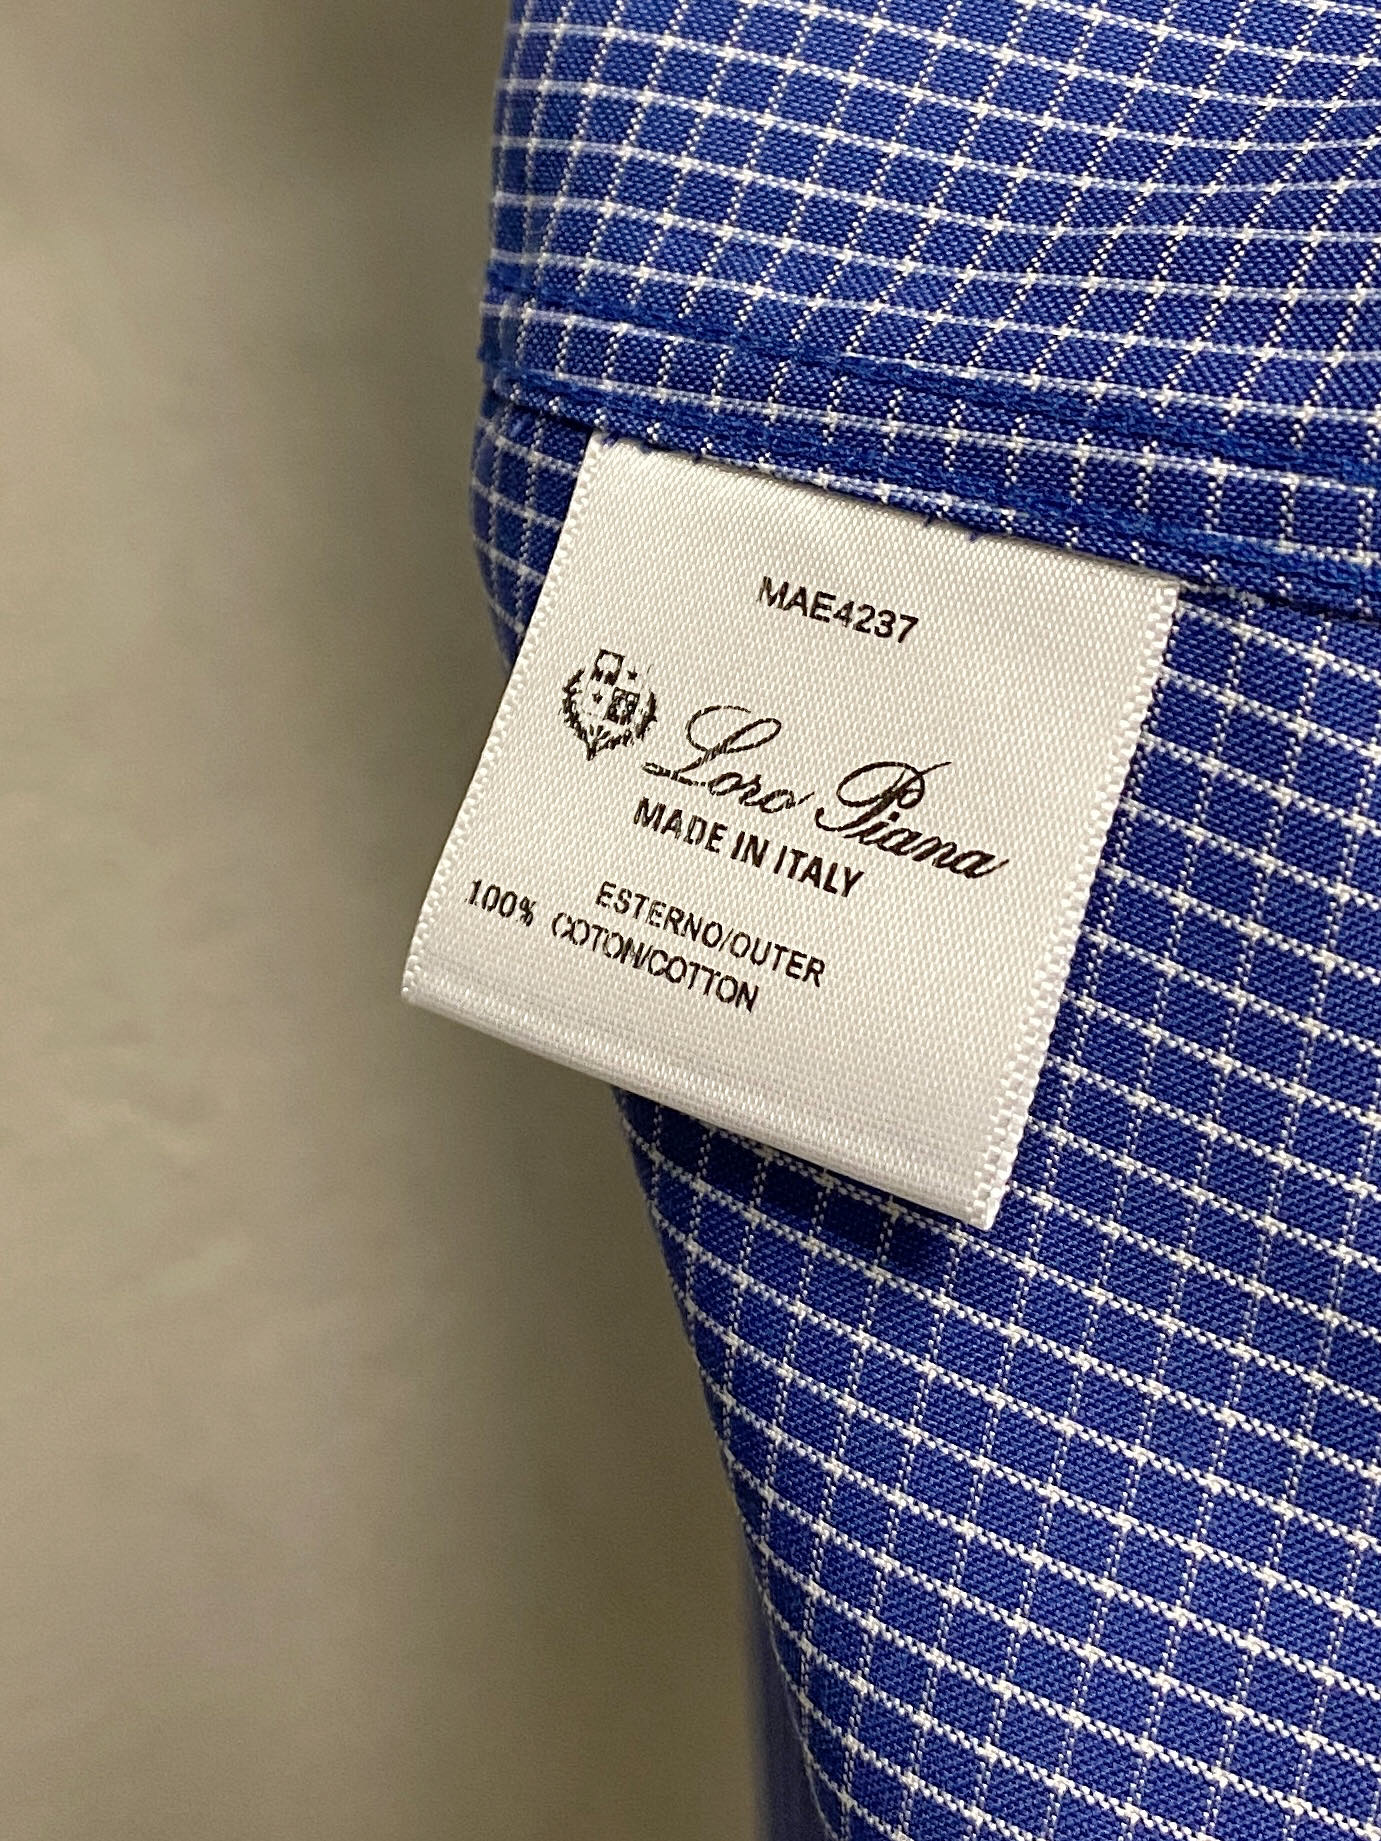 MAE4237
Loro Piana
MADE IN ITALY
ESTERNO/OUTER
100% COTON/COTTON